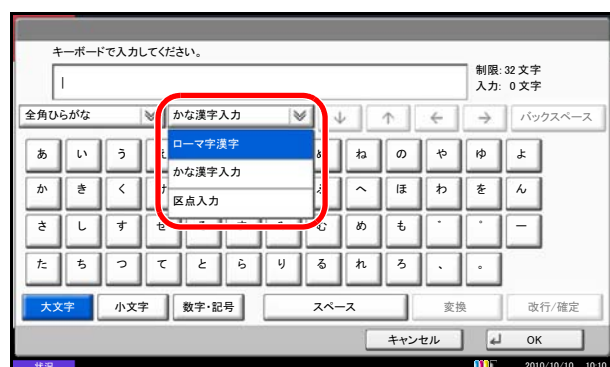 キーボードで入力してください。
制限: 32 文字
入力: 0 文字
全角ひらがな かな漢字入力 ↓ ↑ ← → バックスペース
ローマ字漢字
かな漢字入力
区点入力
あ い う ね の や ゆ よ
か き く へ ほ わ を ん
さ し す せ む め も ゛ ゜ ー
た ち つ て と ら り る れ ろ 、 。
大文字 小文字 数字・記号 スペース 変換 改行/確定
キャンセル OK
状況 2010/10/10 10:10